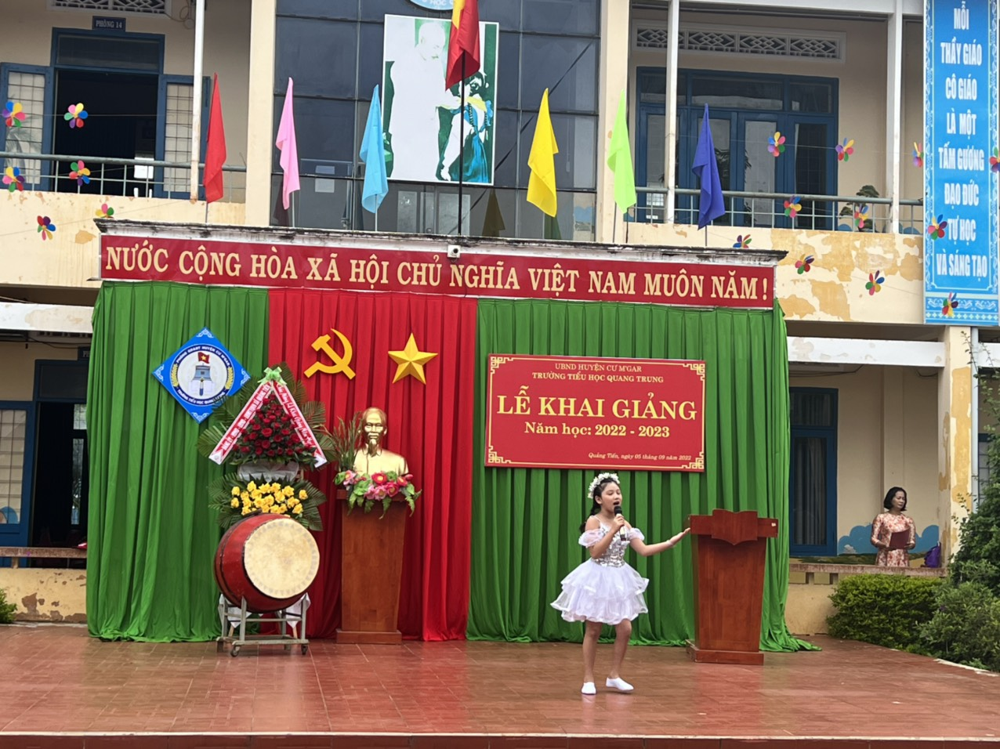 PHÒNG 14
MỖI
THẦY GIÁO
CÔ GIÁO
LÀ MỘT
TẤM GƯƠNG
ĐẠO ĐỨC
TỰ HỌC
VÀ SÁNG TẠO
NƯỚC CỘNG HÒA XÃ HỘI CHỦ NGHĨA VIỆT NAM MUÔN NĂM!
UBND HUYỆN CƯ M'GAR
TRƯỜNG TIỂU HỌC QUANG TRUNG
LỄ KHAI GIẢNG
Năm học: 2022 - 2023
Quảng Tiến, ngày 05 tháng 09 năm 2022